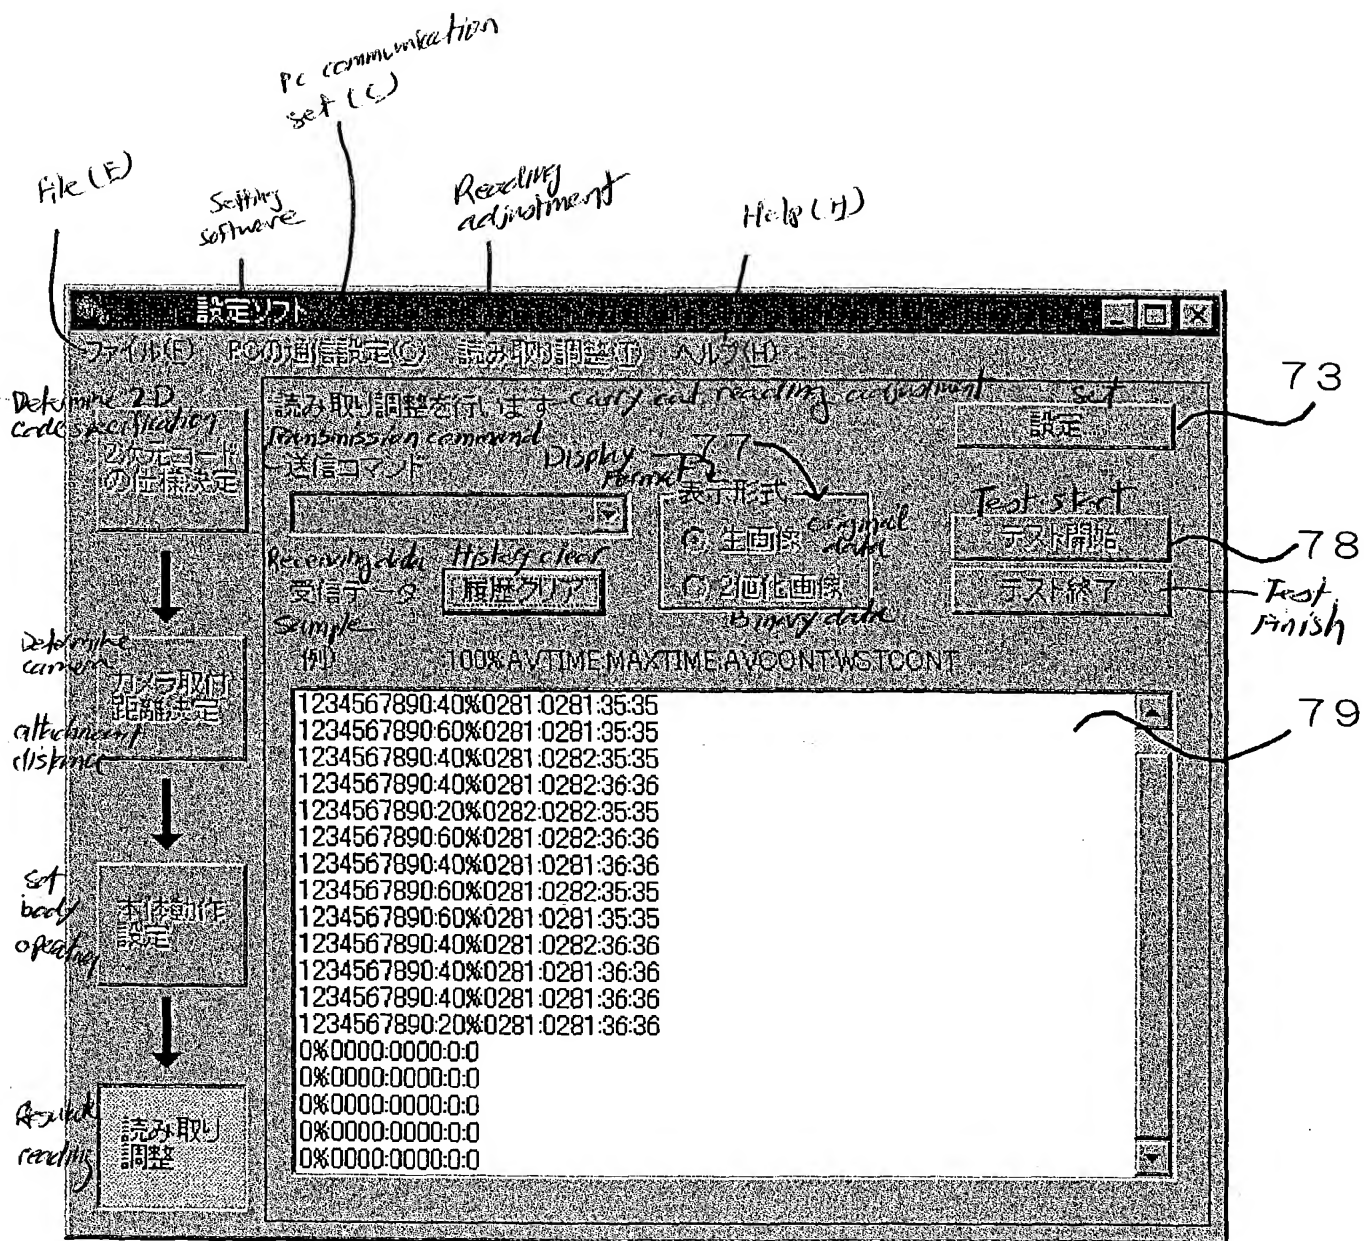 PC communication
set (C)
File (E)
Setting
software
Reading
adjustment
Help (H)
設定ソフト
ファイル(F) PCの通信設定(C) 読み取り調整(T) ヘルプ(H)
Determine 2D
code specification
2次元コード
の仕様決定
読み取り調整を行います carry out reading adjustment
set
設定
73
Transmission command
送信コマンド
Display
Format
77
表示形式
生画像
original
data
2値化画像
Binary data
Test start
テスト開始
78
テスト終了
Test
Finish
Receiving data
受信データ
History clear
履歴クリア
Sample
(例) 100%AVTIME:MAXTIME:AVCONT:WSTCONT
Determine
camera
カメラ取付
距離決定
attachment
distance
79
1234567890:40%0281:0281:35:35
1234567890:60%0281:0281:35:35
1234567890:40%0281:0282:35:35
1234567890:40%0281:0282:36:36
1234567890:20%0282:0282:35:35
1234567890:60%0281:0282:36:36
1234567890:40%0281:0281:36:36
1234567890:60%0281:0282:35:35
1234567890:60%0281:0281:35:35
1234567890:40%0281:0282:36:36
1234567890:40%0281:0281:36:36
1234567890:40%0281:0281:36:36
1234567890:20%0281:0281:36:36
0%0000:0000:0:0
0%0000:0000:0:0
0%0000:0000:0:0
0%0000:0000:0:0
0%0000:0000:0:0
set
body
operating
本体動作
設定
reading
読み取り
調整